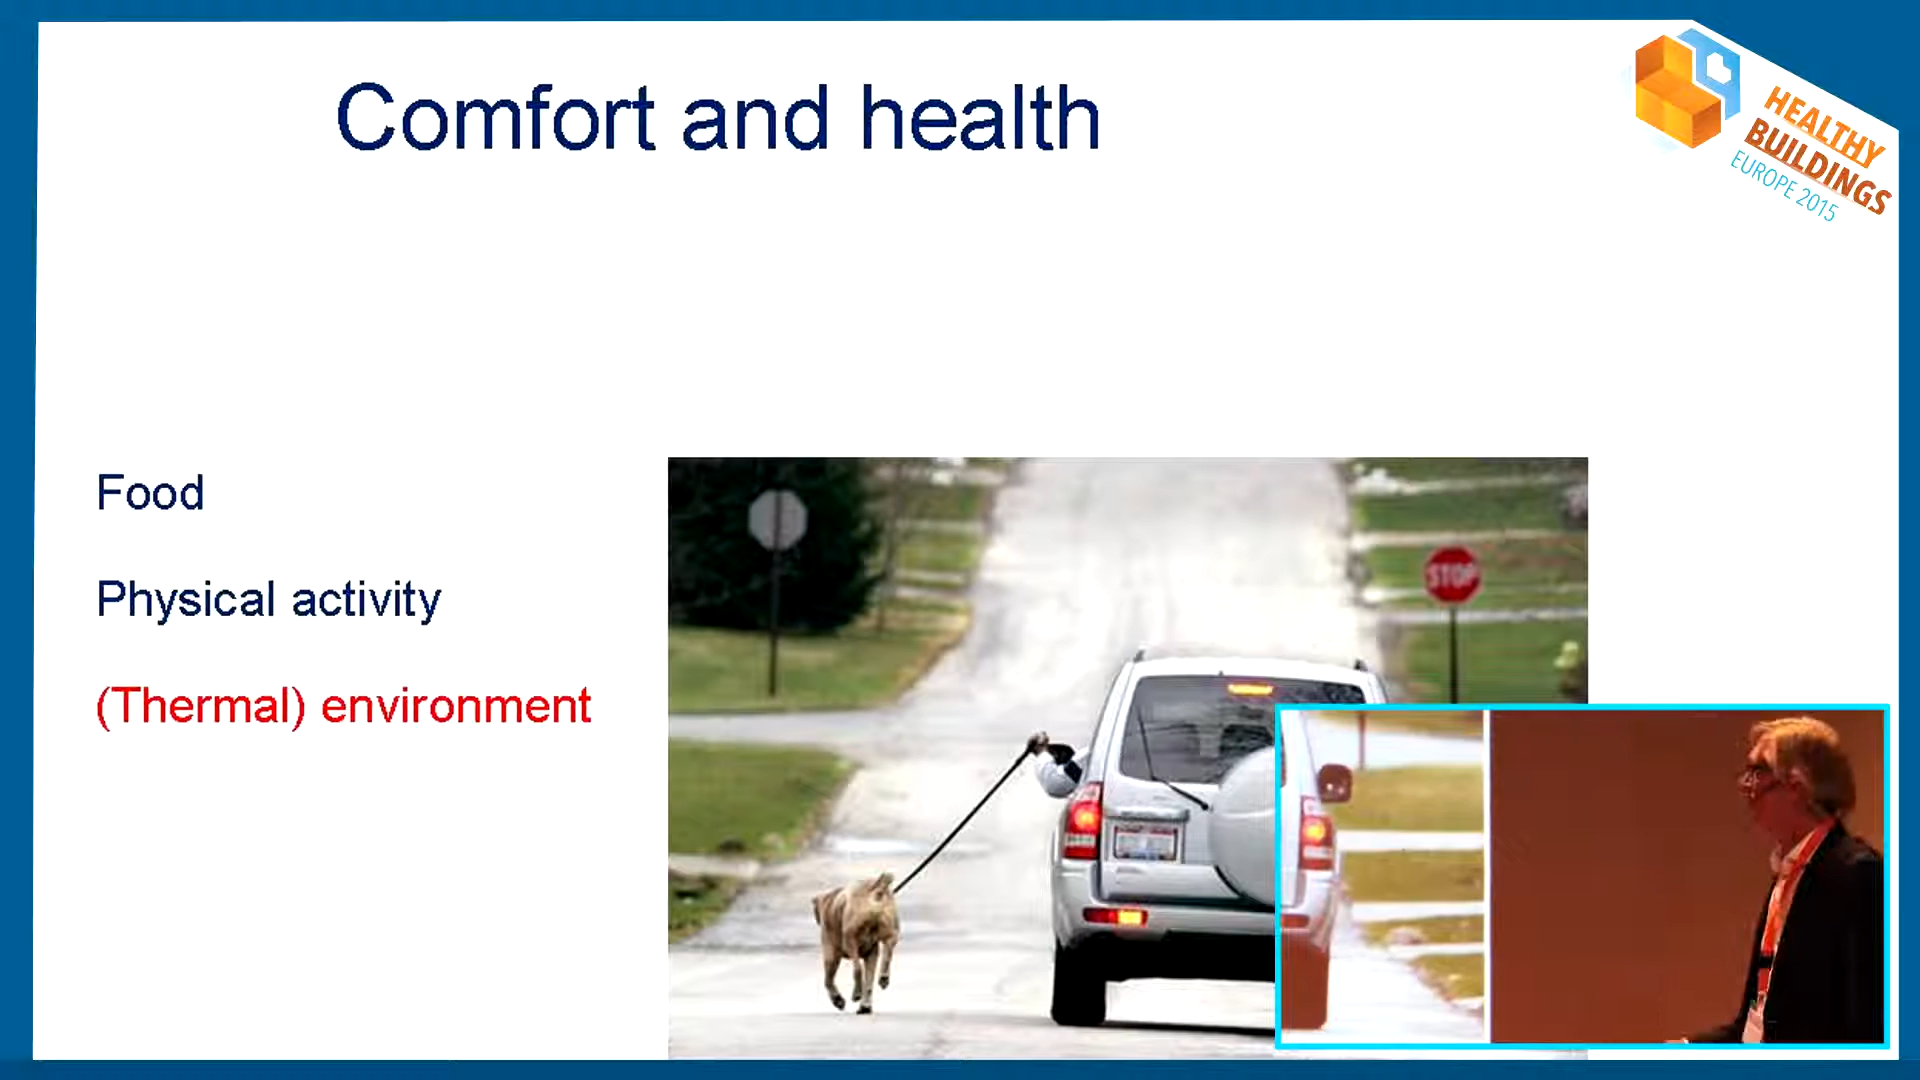 Comfort and health
HEALTHY
BUILDINGS
EUROPE 2015
Food
Physical activity
(Thermal) environment
STOP